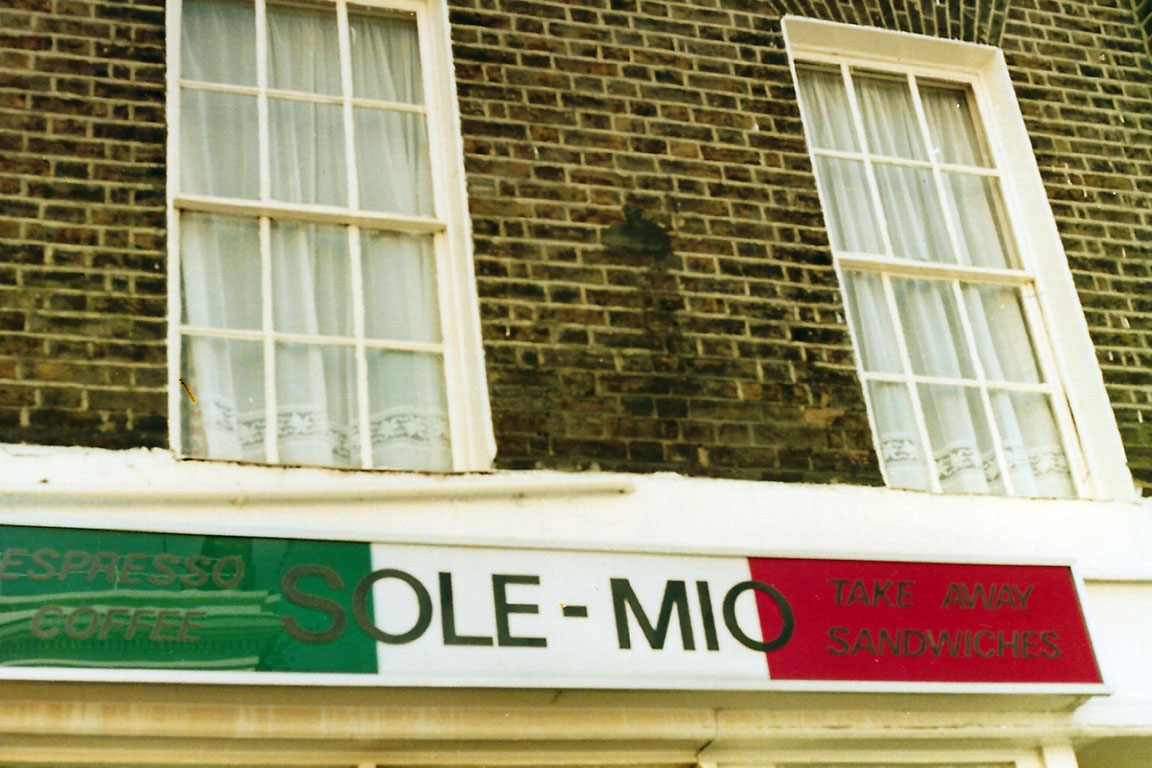 ESPRESSO
COFFEE
SOLE-MIO
TAKE AWAY
SANDWICHES